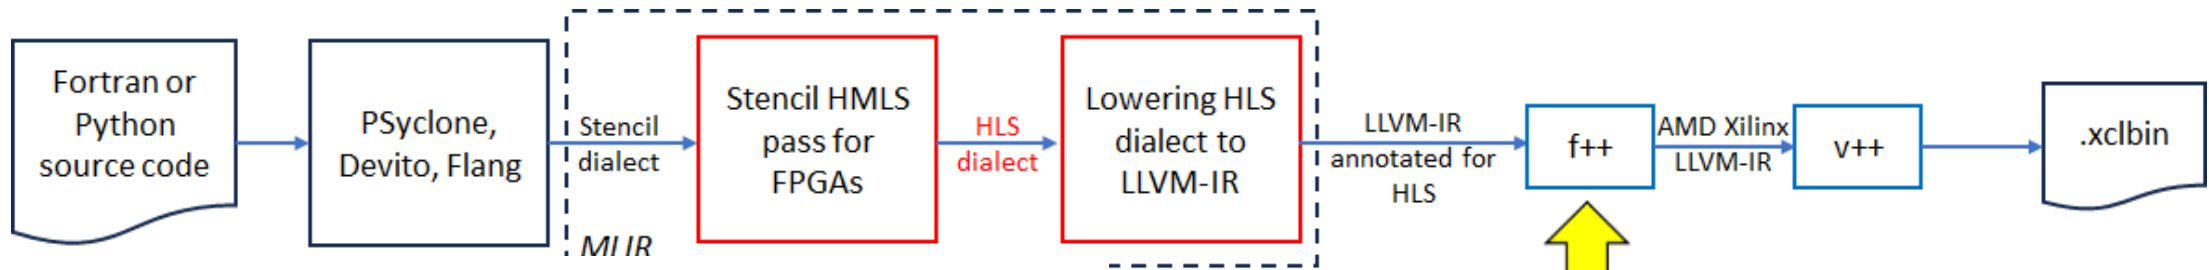 Fortran or
Python
source code
PSyclone,
Devito, Flang
Stencil
dialect
Stencil HMLS
pass for
FPGAs
HLS
dialect
Lowering HLS
dialect to
LLVM-IR
LLVM-IR
annotated for
HLS
f++
AMD Xilinx
LLVM-IR
v++
.xclbin
MLIR